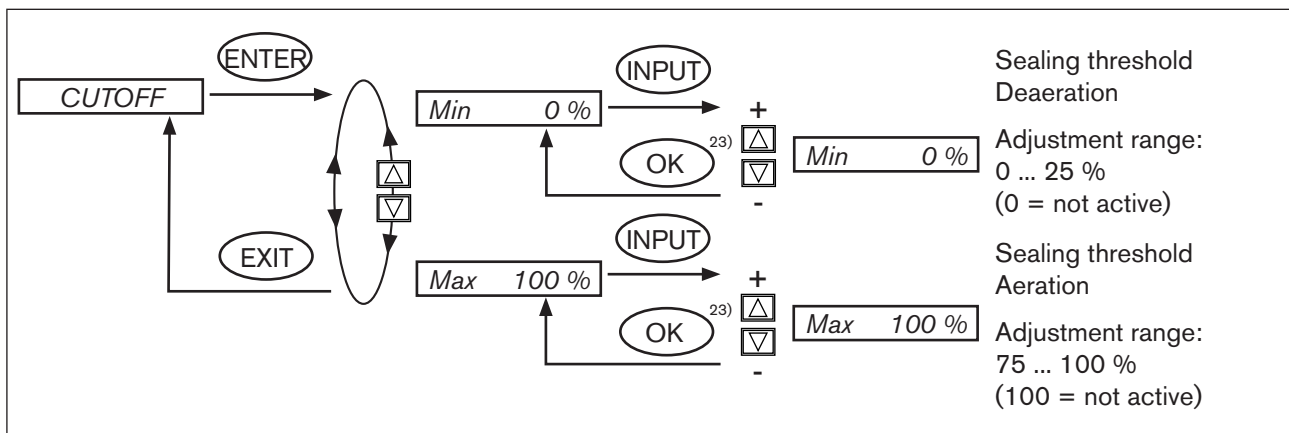 ENTER
CUTOFF
EXIT
INPUT
Min 0 %
OK
23)
+
-
Min 0 %
Sealing threshold
Deaeration
Adjustment range:
0 ... 25 %
(0 = not active)
INPUT
Max 100 %
OK
23)
+
-
Max 100 %
Sealing threshold
Aeration
Adjustment range:
75 ... 100 %
(100 = not active)